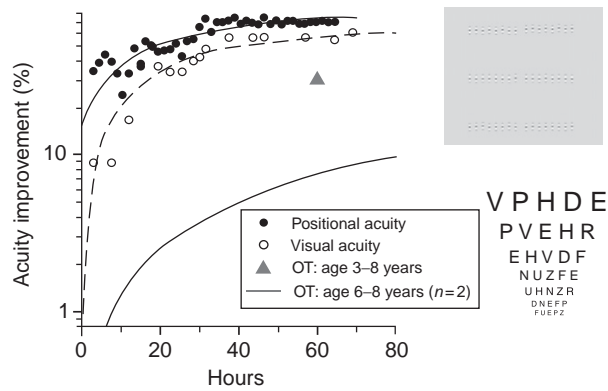 Acuity improvement (%)
10
1
0
20
40
60
80
Hours
Positional acuity
Visual acuity
OT: age 3–8 years
OT: age 6–8 years (n=2)
V P H D E
P V E H R
E H V D F
N U Z F E
U H N Z R
D N E F P
F U E P Z